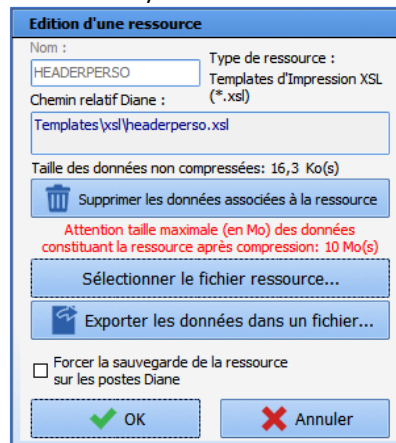 Edition d'une ressource
Nom :
HEADERPERSO
Type de ressource :
Templates d'Impression XSL
(*.xsl)
Chemin relatif Diane :
Templates\xsl\headerperso.xsl
Taille des données non compressées: 16,3 Ko(s)
Supprimer les données associées à la ressource
Attention taille maximale (en Mo) des données
constituant la ressource après compression: 10 Mo(s)
Sélectionner le fichier ressource...
Exporter les données dans un fichier...
Forcer la sauvegarde de la ressource
sur les postes Diane
OK
Annuler